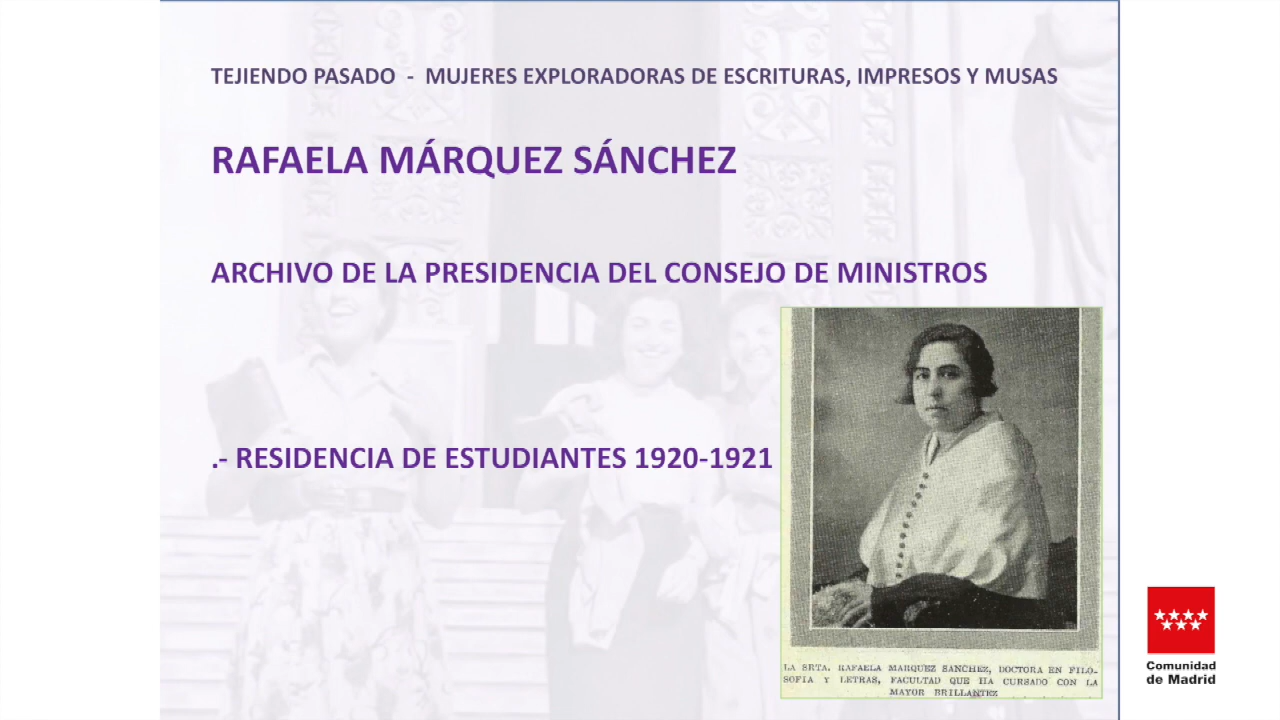 TEJIENDO PASADO - MUJERES EXPLORADORAS DE ESCRITURAS, IMPRESOS Y MUSAS
RAFAELA MÁRQUEZ SÁNCHEZ
ARCHIVO DE LA PRESIDENCIA DEL CONSEJO DE MINISTROS
.- RESIDENCIA DE ESTUDIANTES 1920-1921
LA SRTA. RAFAELA MARQUEZ SANCHEZ, DOCTORA EN FILO-
SOFIA Y LETRAS, FACULTAD QUE HA CURSADO CON LA
MAYOR BRILLANTEZ
Comunidad
de Madrid